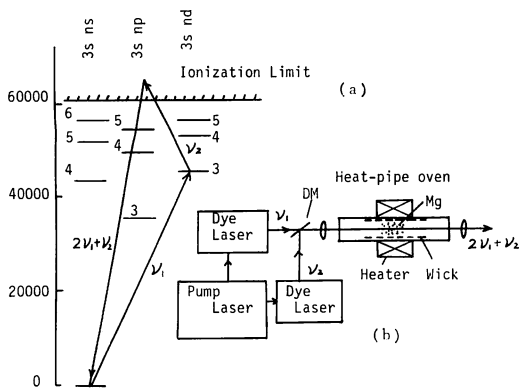 3s ns
3s np
3s nd
Ionization Limit
(a)
60000
40000
20000
0
6
5
4
5
4
3
5
4
3
ν₂
ν₁
2ν₁+ν₂
Heat-pipe oven
DM
Mg
ν₁
Dye
Laser
2ν₁ + ν₂
Heater
Wick
ν₂
Pump
Laser
Dye
Laser
(b)